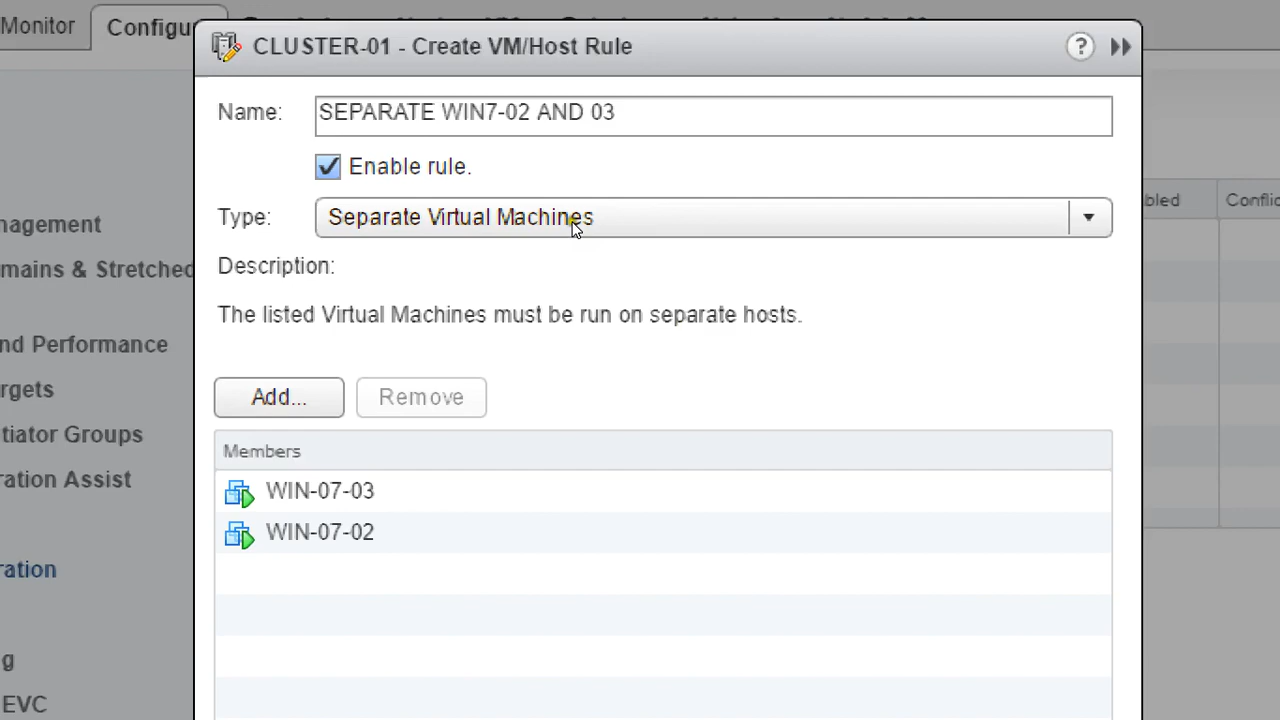 Monitor
Configu
CLUSTER-01 - Create VM/Host Rule
?
Name: SEPARATE WIN7-02 AND 03
Enable rule.
Type: Separate Virtual Machines
Description:
The listed Virtual Machines must be run on separate hosts.
Add... Remove
Members
WIN-07-03
WIN-07-02
nagement
mains & Stretched
nd Performance
rgets
tiator Groups
ration Assist
ration
g
EVC
bled
Conflic